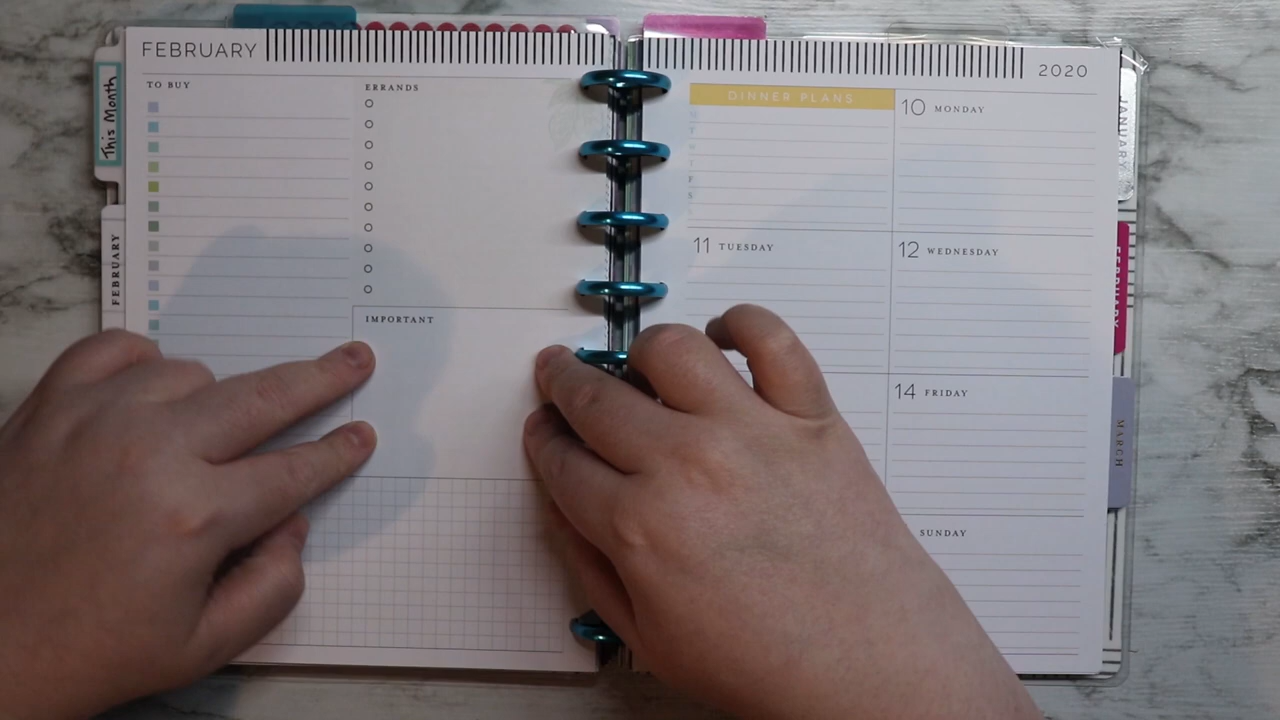 FEBRUARY
This Month
TO BUY
ERRANDS
FEBRUARY
IMPORTANT
2020
DINNER PLANS
10 MONDAY
T
W
T
F
S
11 TUESDAY
12 WEDNESDAY
14 FRIDAY
SUNDAY
JANUARY
FEBRUARY
MARCH